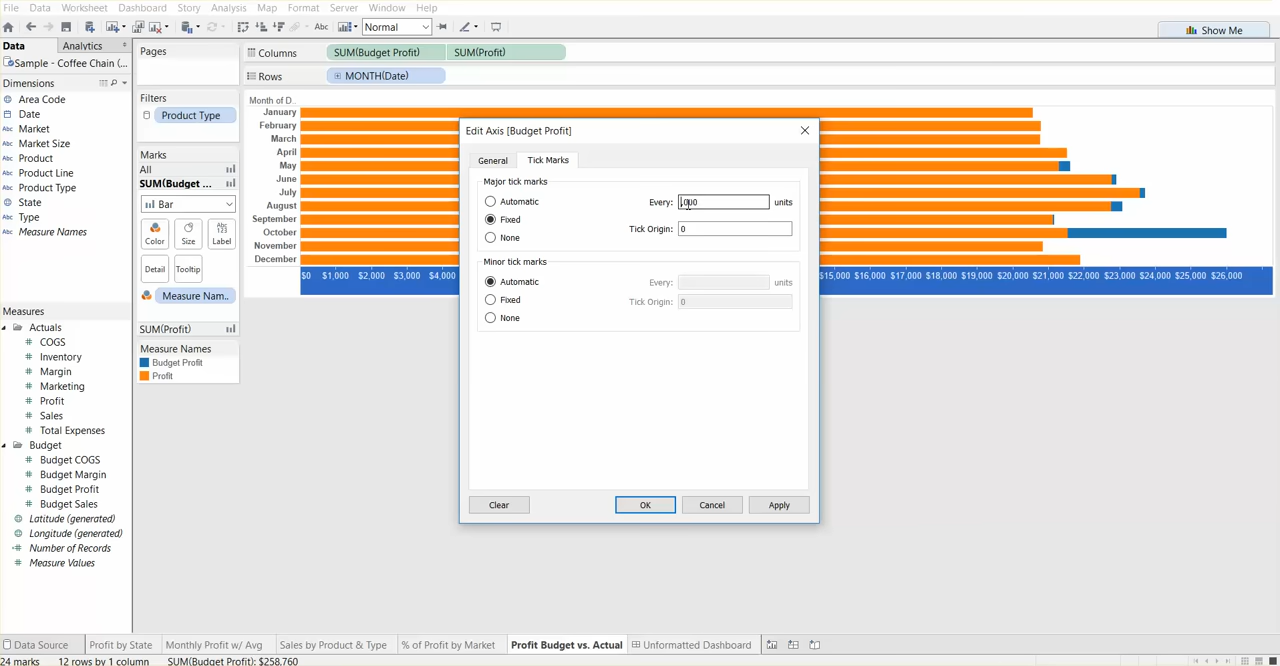 File Data Worksheet Dashboard Story Analysis Map Format Server Window Help
Abc Normal Show Me
Data Analytics
Sample - Coffee Chain (...
Dimensions
Area Code
Date
Abc Market
Abc Market Size
Abc Product
Abc Product Line
Abc Product Type
State
Abc Type
Abc Measure Names
Measures
Actuals
# COGS
# Inventory
# Margin
# Marketing
# Profit
# Sales
# Total Expenses
Budget
# Budget COGS
# Budget Margin
# Budget Profit
# Budget Sales
Latitude (generated)
Longitude (generated)
# Number of Records
# Measure Values
Pages
Filters
Product Type
Marks
All
SUM(Budget ...
Bar
Color Size Label
Detail Tooltip
Measure Nam..
SUM(Profit)
Measure Names
Budget Profit
Profit
Columns SUM(Budget Profit) SUM(Profit)
Rows MONTH(Date)
Month of D..
January
February
March
April
May
June
July
August
September
October
November
December
$0 $1,000 $2,000 $3,000 $4,000 $15,000 $16,000 $17,000 $18,000 $19,000 $20,000 $21,000 $22,000 $23,000 $24,000 $25,000 $26,000
Edit Axis [Budget Profit]
General Tick Marks
Major tick marks
Automatic Every: units
Fixed Tick Origin: 0
None
Minor tick marks
Automatic Every: units
Fixed Tick Origin: 0
None
Clear OK Cancel Apply
Data Source Profit by State Monthly Profit w/ Avg Sales by Product & Type % of Profit by Market Profit Budget vs. Actual Unformatted Dashboard
24 marks 12 rows by 1 column SUM(Budget Profit): $258,760